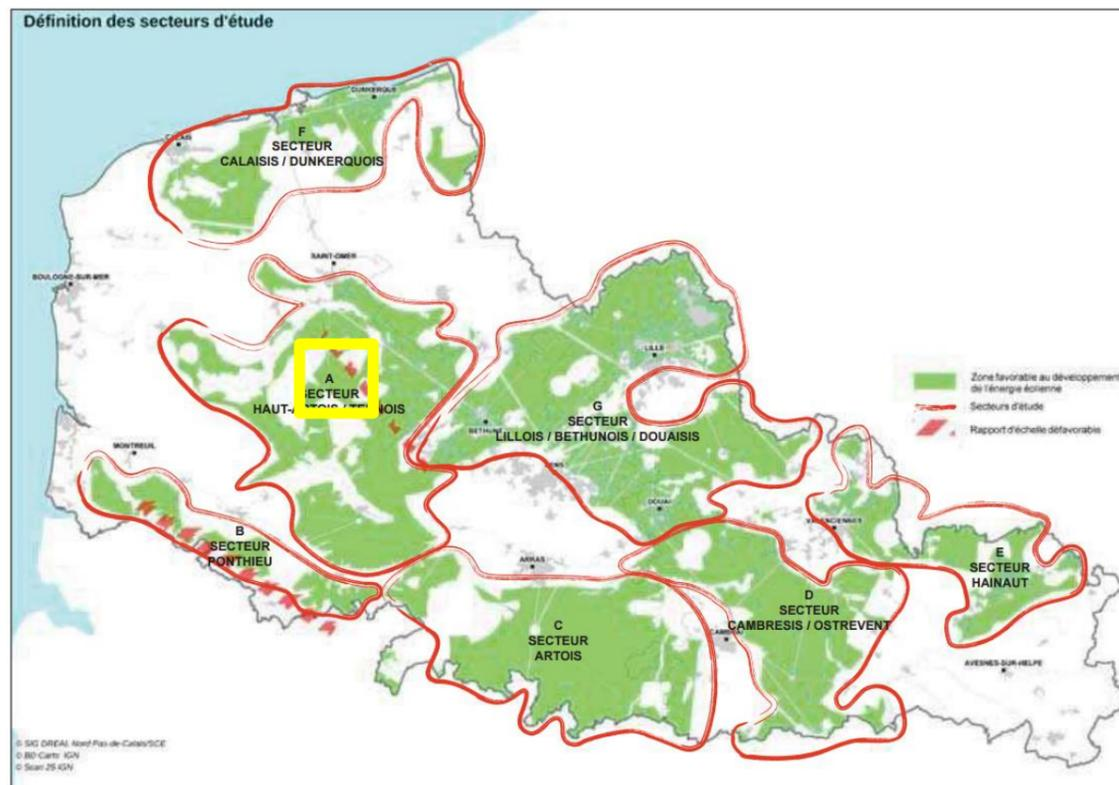 Définition des secteurs d'étude
DUNKERQUE
CALAIS
F
SECTEUR
CALAISIS / DUNKERQUOIS
SAINT-OMER
BOULOGNE-SUR-MER
LILLE
A
SECTEUR
HAUT-ARTOIS / TERNOIS
G
SECTEUR
LILLOIS / BETHUNOIS / DOUAISIS
BETHUNE
MONTREUIL
LENS
DOUAI
VALENCIENNES
B
SECTEUR
PONTHIEU
ARRAS
E
SECTEUR
HAINAUT
D
SECTEUR
CAMBRESIS / OSTREVENT
C
SECTEUR
ARTOIS
CAMBRAI
AVESNES-SUR-HELPE
Zone favorable au développement
de l'énergie éolienne
Secteurs d'étude
Rapport d'échelle défavorable
© SIG DREAL Nord Pas-de-Calais/SCE
© BD Carto IGN
© Scan 25 IGN